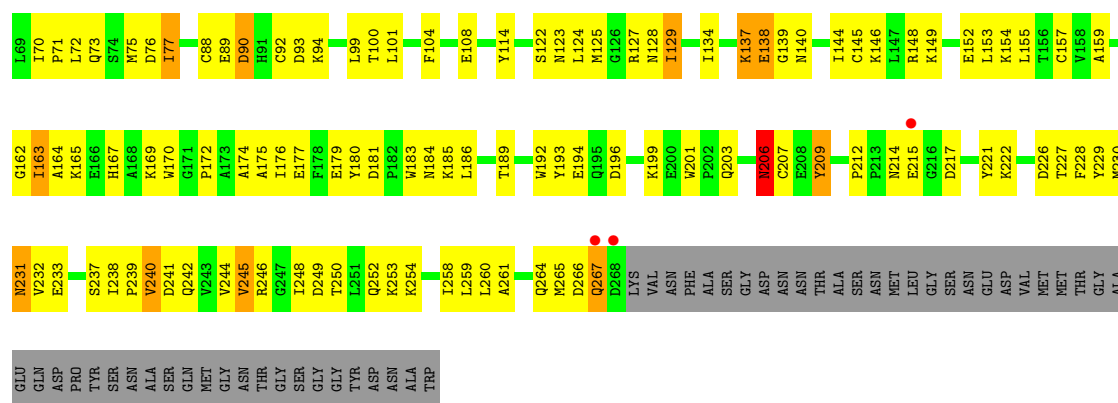 L69 I70 P71 L72 Q73 S74 M75 D76 I77 C88 E89 D90 H91 C92 D93 K94 L99 T100 L101 F104 E108 Y114 S122 N123 L124 M125 G126 R127 N128 I129 I134 K137 E138 G139 N140 I144 C145 K146 L147 R148 K149 E152 L153 K154 L155 T156 C157 V158 A159
G162 I163 A164 K165 E166 H167 A168 K169 W170 G171 P172 A173 A174 A175 I176 E177 F178 E179 Y180 D181 P182 W183 N184 K185 L186 T189 W192 Y193 E194 Q195 D196 K199 E200 W201 P202 Q203 N206 C207 E208 Y209 P212 P213 N214 E215 G216 D217 Y221 K222 D226 T227 F228 Y229 M230
N231 V232 E233 S237 I238 P239 V240 D241 Q242 V243 V244 V245 R246 G247 I248 D249 T250 L251 Q252 K253 K254 I258 L259 L260 A261 Q264 M265 D266 Q267 D268 LYS VAL ASN PHE ALA SER GLY ASP ASN ASN THR ALA SER ASN MET LEU GLY SER ASN GLU ASP VAL MET MET THR GLY ALA
GLU GLN ASP PRO TYR SER ASN ALA SER GLN MET GLY ASN THR GLY SER GLY GLY TYR ASP ASN ALA TRP